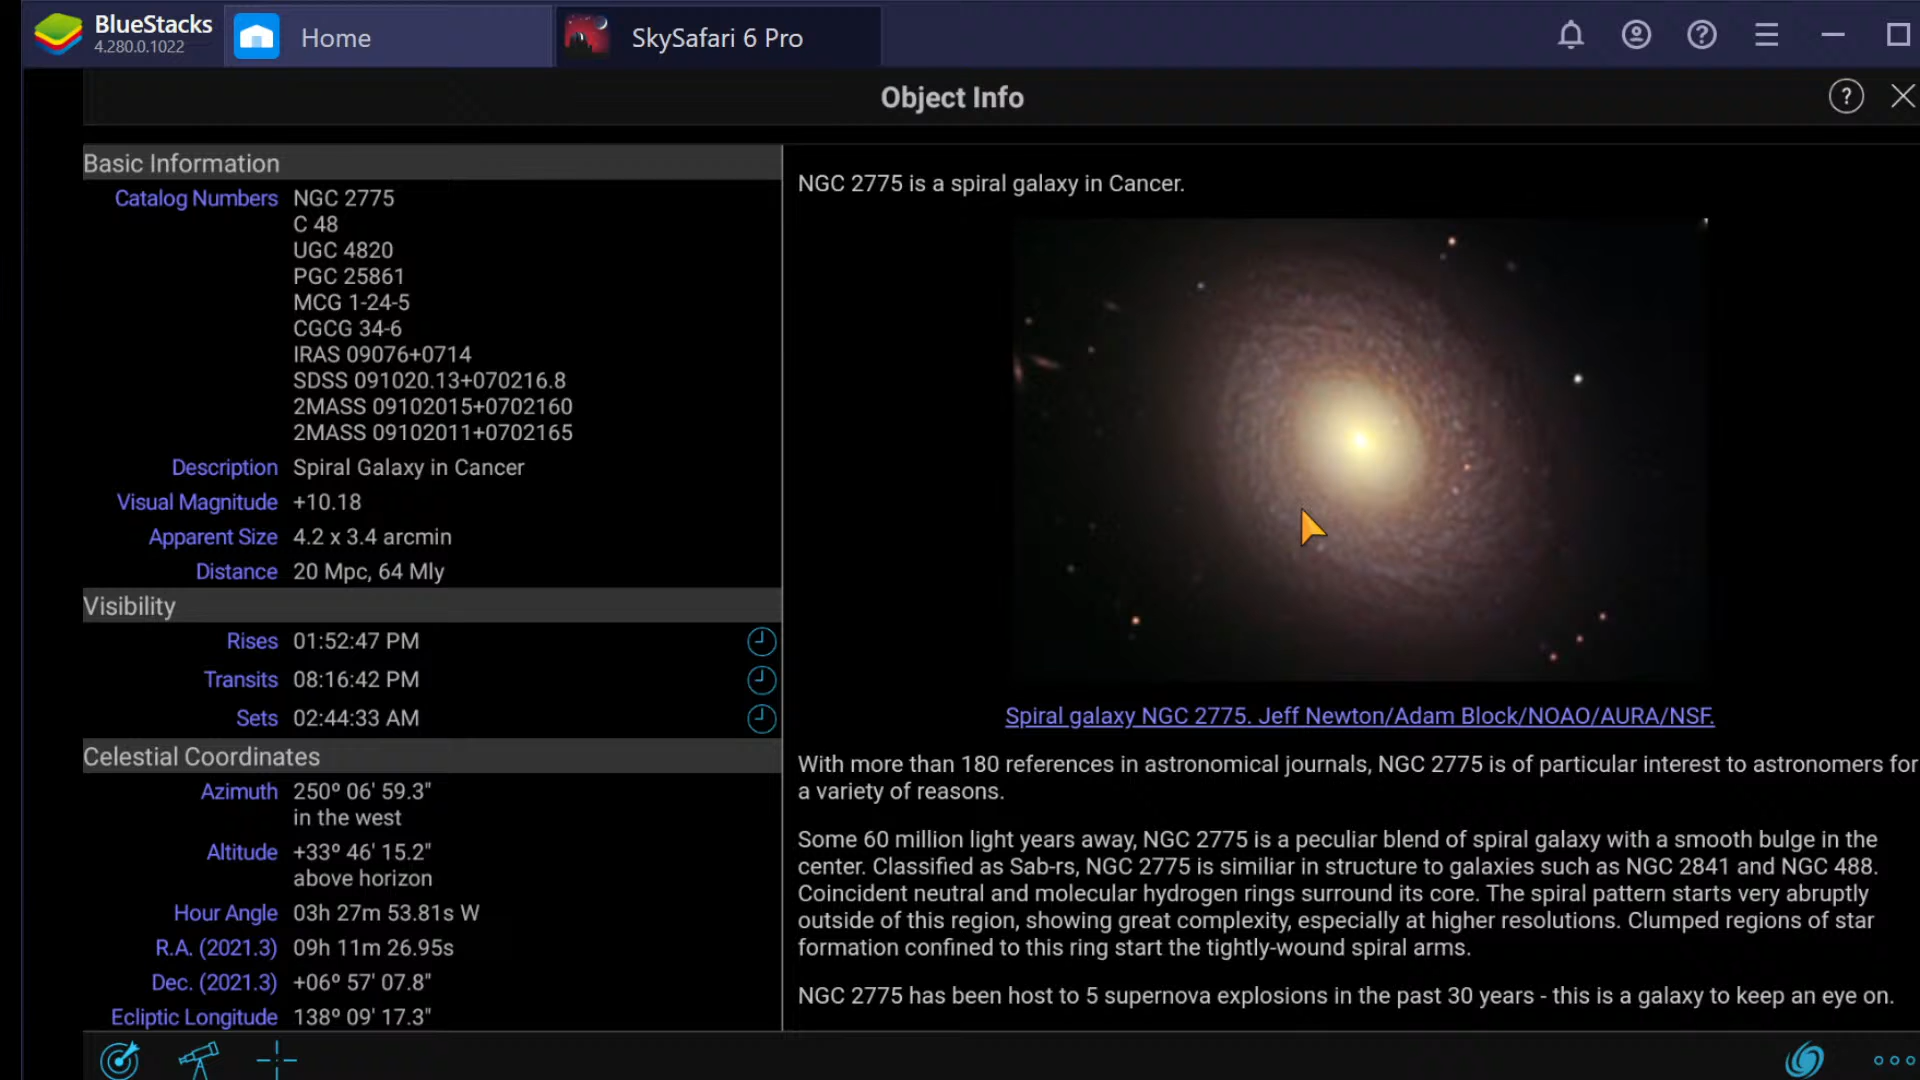 BlueStacks
4.280.0.1022
Home
SkySafari 6 Pro
Object Info
?
Basic Information
Catalog Numbers NGC 2775
C 48
UGC 4820
PGC 25861
MCG 1-24-5
CGCG 34-6
IRAS 09076+0714
SDSS 091020.13+070216.8
2MASS 09102015+0702160
2MASS 09102011+0702165
Description Spiral Galaxy in Cancer
Visual Magnitude +10.18
Apparent Size 4.2 x 3.4 arcmin
Distance 20 Mpc, 64 Mly
Visibility
Rises 01:52:47 PM
Transits 08:16:42 PM
Sets 02:44:33 AM
Celestial Coordinates
Azimuth 250º 06' 59.3"
in the west
Altitude +33º 46' 15.2"
above horizon
Hour Angle 03h 27m 53.81s W
R.A. (2021.3) 09h 11m 26.95s
Dec. (2021.3) +06º 57' 07.8"
Ecliptic Longitude 138º 09' 17.3"
NGC 2775 is a spiral galaxy in Cancer.
Spiral galaxy NGC 2775. Jeff Newton/Adam Block/NOAO/AURA/NSF.
With more than 180 references in astronomical journals, NGC 2775 is of particular interest to astronomers for
a variety of reasons.
Some 60 million light years away, NGC 2775 is a peculiar blend of spiral galaxy with a smooth bulge in the
center. Classified as Sab-rs, NGC 2775 is similiar in structure to galaxies such as NGC 2841 and NGC 488.
Coincident neutral and molecular hydrogen rings surround its core. The spiral pattern starts very abruptly
outside of this region, showing great complexity, especially at higher resolutions. Clumped regions of star
formation confined to this ring start the tightly-wound spiral arms.
NGC 2775 has been host to 5 supernova explosions in the past 30 years - this is a galaxy to keep an eye on.